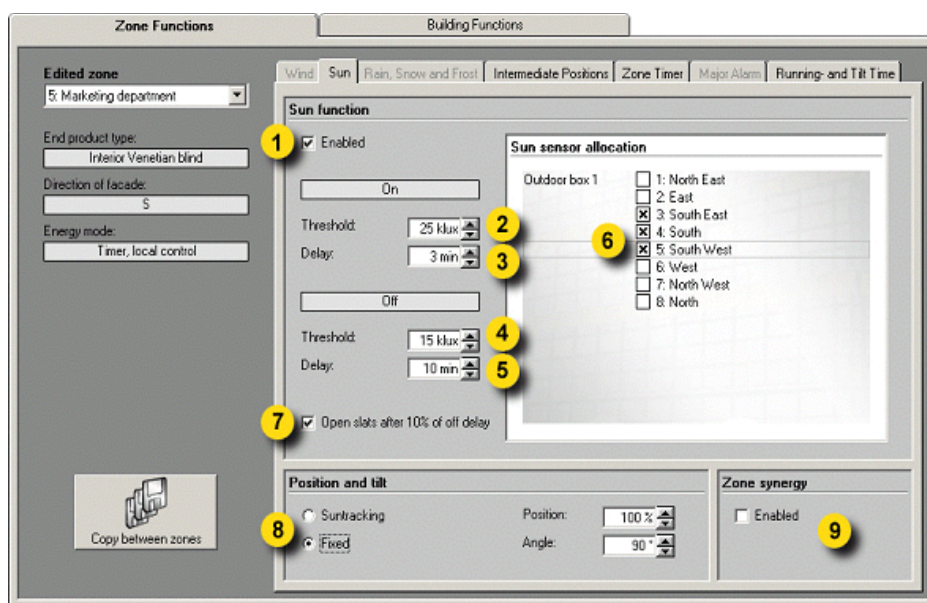 Zone Functions
Building Functions
Edited zone
5: Marketing department
End product type:
Interior Venetian blind
Direction of facade:
S
Energy mode:
Timer, local control
Copy between zones
Wind
Sun
Rain, Snow and Frost
Intermediate Positions
Zone Timer
Major Alarm
Running- and Tilt Time
Sun function
1
Enabled
On
Threshold:
25 klux
2
Delay:
3 min
3
Off
Threshold:
15 klux
4
Delay:
10 min
5
7
Open slats after 10% of off delay
Sun sensor allocation
Outdoor box 1
1: North East
2: East
3: South East
4: South
6
5: South West
6: West
7: North West
8: North
Position and tilt
8
Suntracking
Fixed
Position:
100 %
Angle:
90 °
Zone synergy
Enabled
9